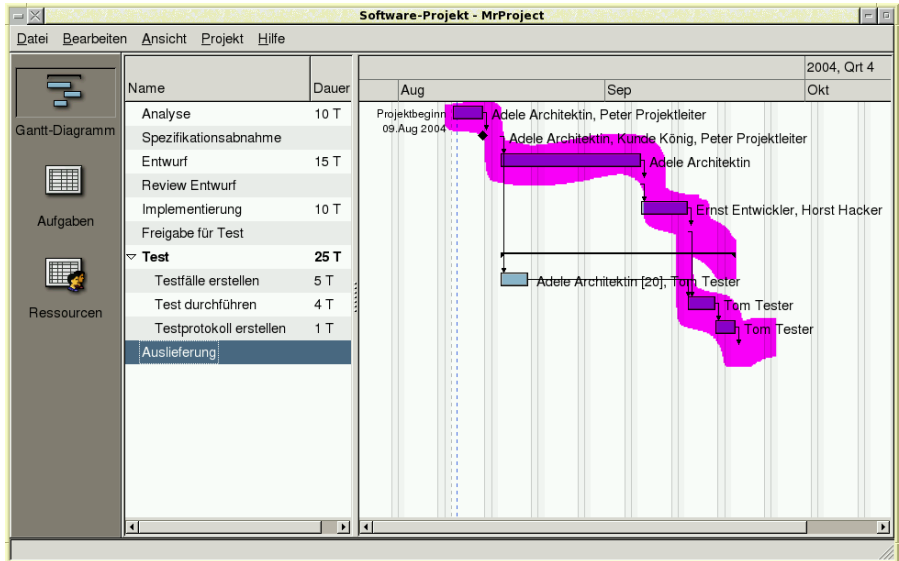 Software-Projekt - MrProject
Datei Bearbeiten Ansicht Projekt Hilfe
Gantt-Diagramm
Aufgaben
Ressourcen
Name Dauer
Analyse 10 T
Spezifikationsabnahme
Entwurf 15 T
Review Entwurf
Implementierung 10 T
Freigabe für Test
Test 25 T
Testfälle erstellen 5 T
Test durchführen 4 T
Testprotokoll erstellen 1 T
Auslieferung
2004, Qrt 4
Aug Sep Okt
Projektbeginn
09.Aug 2004
Adele Architektin, Peter Projektleiter
Adele Architektin, Kunde König, Peter Projektleiter
Adele Architektin
Ernst Entwickler, Horst Hacker
Adele Architektin [20], Tom Tester
Tom Tester
Tom Tester